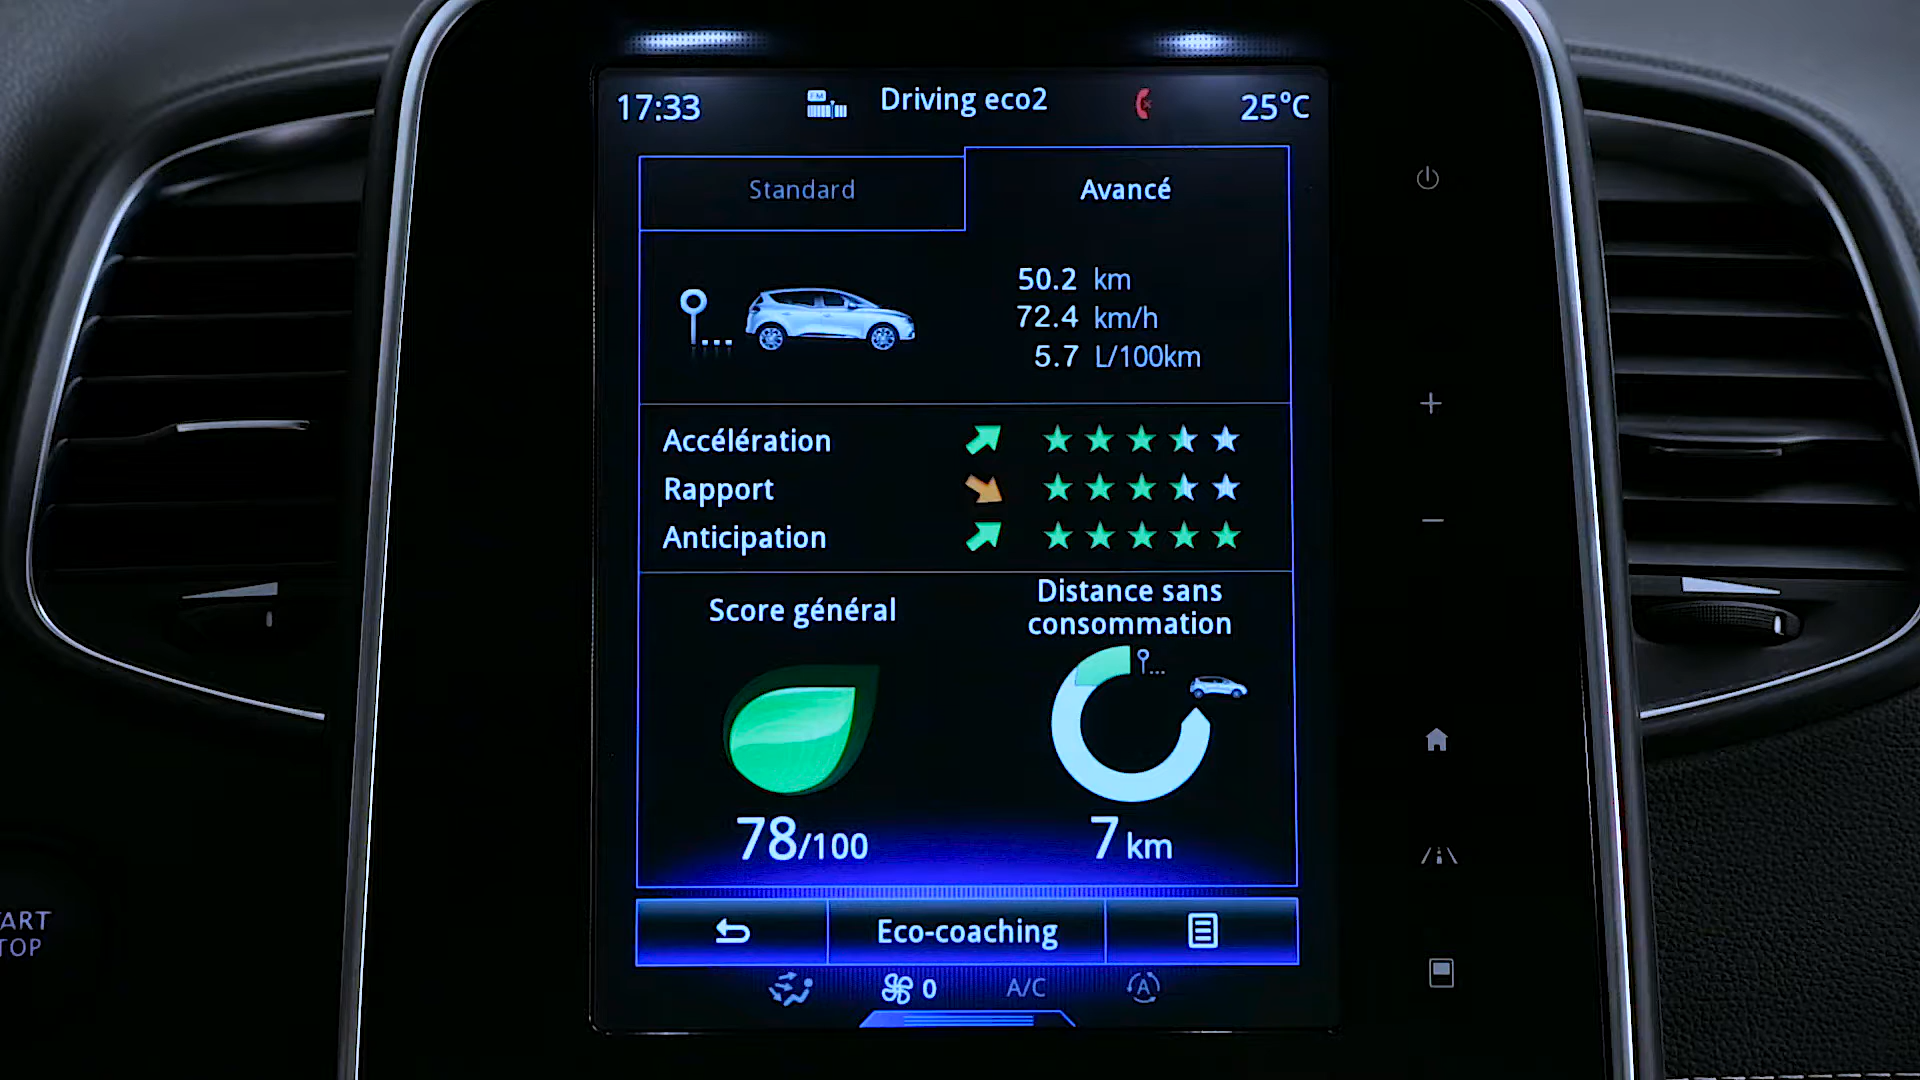 17:33 FM Driving eco2 25°C
Standard Avancé
50.2 km
72.4 km/h
5.7 L/100km
Accélération
Rapport
Anticipation
Score général
Distance sans
consommation
78/100
7 km
Eco-coaching
0 A/C A
ART
TOP